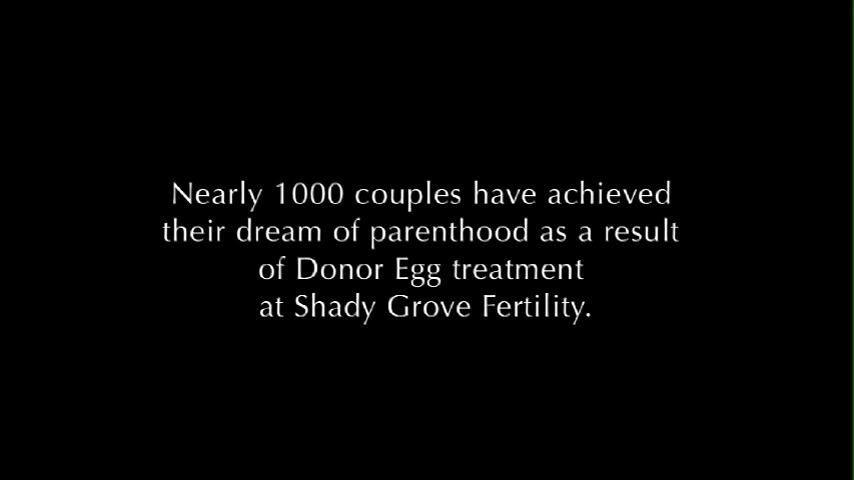 Nearly 1000 couples have achieved
their dream of parenthood as a result
of Donor Egg treatment
at Shady Grove Fertility.